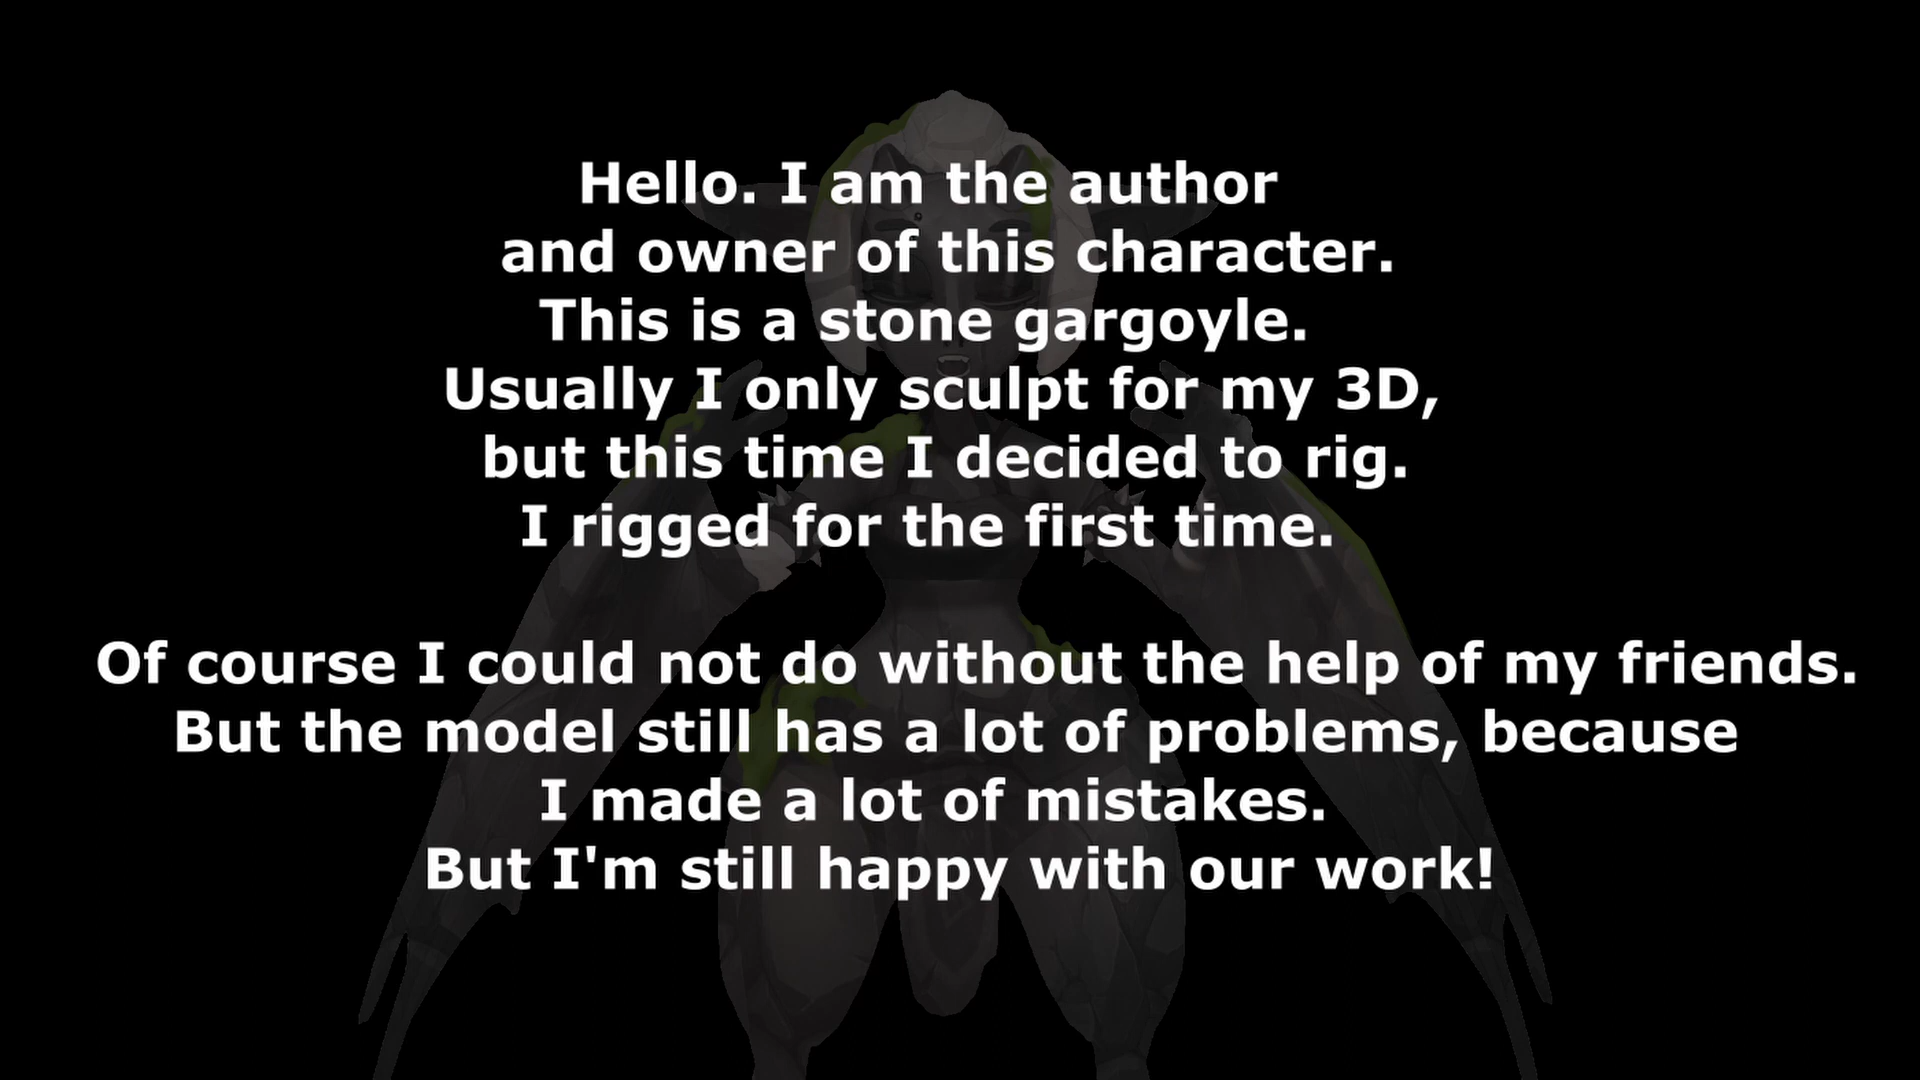 Hello. I am the author
and owner of this character.
This is a stone gargoyle.
Usually I only sculpt for my 3D,
but this time I decided to rig.
I rigged for the first time.
Of course I could not do without the help of my friends.
But the model still has a lot of problems, because
I made a lot of mistakes.
But I'm still happy with our work!